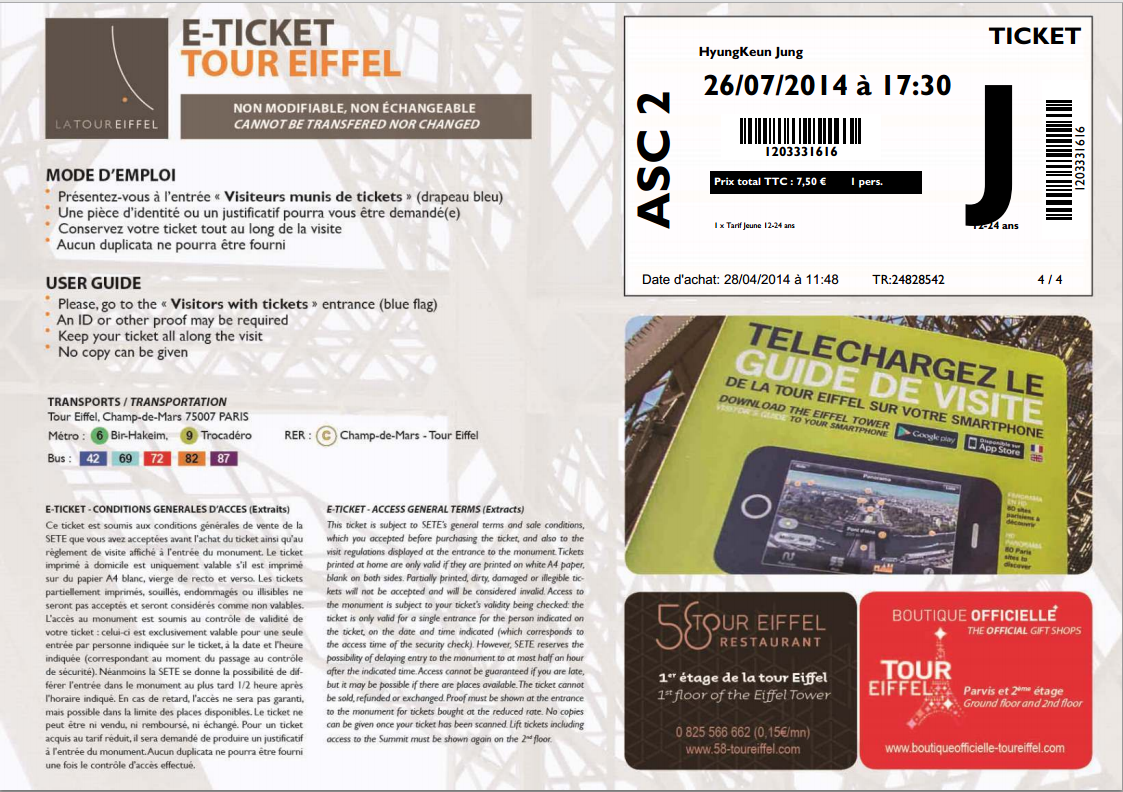 LATOUREIFFEL
E-TICKET
TOUR EIFFEL
NON MODIFIABLE, NON ÉCHANGEABLE
CANNOT BE TRANSFERED NOR CHANGED
MODE D'EMPLOI
Présentez-vous à l'entrée « Visiteurs munis de tickets » (drapeau bleu)
Une pièce d'identité ou un justificatif pourra vous être demandé(e)
Conservez votre ticket tout au long de la visite
Aucun duplicata ne pourra être fourni
USER GUIDE
Please, go to the « Visitors with tickets » entrance (blue flag)
An ID or other proof may be required
Keep your ticket all along the visit
No copy can be given
TRANSPORTS / TRANSPORTATION
Tour Eiffel, Champ-de-Mars 75007 PARIS
Métro : 6 Bir-Hakeim, 9 Trocadéro RER : C Champ-de-Mars - Tour Eiffel
Bus : 42 69 72 82 87
E-TICKET - CONDITIONS GENERALES D'ACCES (Extraits)
Ce ticket est soumis aux conditions générales de vente de la
SETE que vous avez acceptées avant l'achat du ticket ainsi qu'au
règlement de visite affiché à l'entrée du monument. Le ticket
imprimé à domicile est uniquement valable s'il est imprimé
sur du papier A4 blanc, vierge de recto et verso. Les tickets
partiellement imprimés, souillés, endommagés ou illisibles ne
seront pas acceptés et seront considérés comme non valables.
L'accès au monument est soumis au contrôle de validité de
votre ticket : celui-ci est exclusivement valable pour une seule
entrée par personne indiquée sur le ticket, à la date et l'heure
indiquée (correspondant au moment du passage au contrôle
de sécurité). Néanmoins la SETE se donne la possibilité de dif-
férer l'entrée dans le monument au plus tard 1/2 heure après
l'horaire indiqué. En cas de retard, l'accès ne sera pas garanti,
mais possible dans la limite des places disponibles. Le ticket ne
peut être ni vendu, ni remboursé, ni échangé. Pour un ticket
acquis au tarif réduit, il sera demandé de produire un justificatif
à l'entrée du monument. Aucun duplicata ne pourra être fourni
une fois le contrôle d'accès effectué.
E-TICKET - ACCESS GENERAL TERMS (Extracts)
This ticket is subject to SETE's general terms and sale conditions,
which you accepted before purchasing the ticket, and also to the
visit regulations displayed at the entrance to the monument. Tickets
printed at home are only valid if they are printed on white A4 paper,
blank on both sides. Partially printed, dirty, damaged or illegible tic-
kets will not be accepted and will be considered invalid. Access to
the monument is subject to your ticket's validity being checked: the
ticket is only valid for a single entrance for the person indicated on
the ticket, on the date and time indicated (which corresponds to
the access time of the security check). However, SETE reserves the
possibility of delaying entry to the monument to at most half an hour
after the indicated time. Access cannot be guaranteed if you are late,
but it may be possible if there are places available. The ticket cannot
be sold, refunded or exchanged. Proof must be shown at the entrance
to the monument for tickets bought at the reduced rate. No copies
can be given once your ticket has been scanned. Lift tickets including
access to the Summit must be shown again on the 2nd floor.
TICKET
HyungKeun Jung
26/07/2014 à 17:30
ASC 2
1203331616
J
1203331616
Prix total TTC : 7,50 € 1 pers.
1 x Tarif Jeune 12-24 ans
12-24 ans
Date d'achat: 28/04/2014 à 11:48 TR:24828542 4 / 4
TELECHARGEZ LE
GUIDE DE VISITE
DE LA TOUR EIFFEL SUR VOTRE SMARTPHONE
DOWNLOAD THE EIFFEL TOWER
VISITOR'S GUIDE TO YOUR SMARTPHONE
Google play
Disponible sur
App Store
Panorama
PANORAMA
EN HD
80 sites
parisiens à
découvrir
HD
PANORAMA
80 Paris
sites to
discover
58 TOUR EIFFEL
RESTAURANT
1er étage de la tour Eiffel
1st floor of the Eiffel Tower
0 825 566 662 (0,15€/mn)
www.58-toureiffel.com
BOUTIQUE OFFICIELLE
THE OFFICIAL GIFT SHOPS
TOUR
EIFFEL
Parvis et 2ème étage
Ground floor and 2nd floor
www.boutiqueofficielle-toureiffel.com